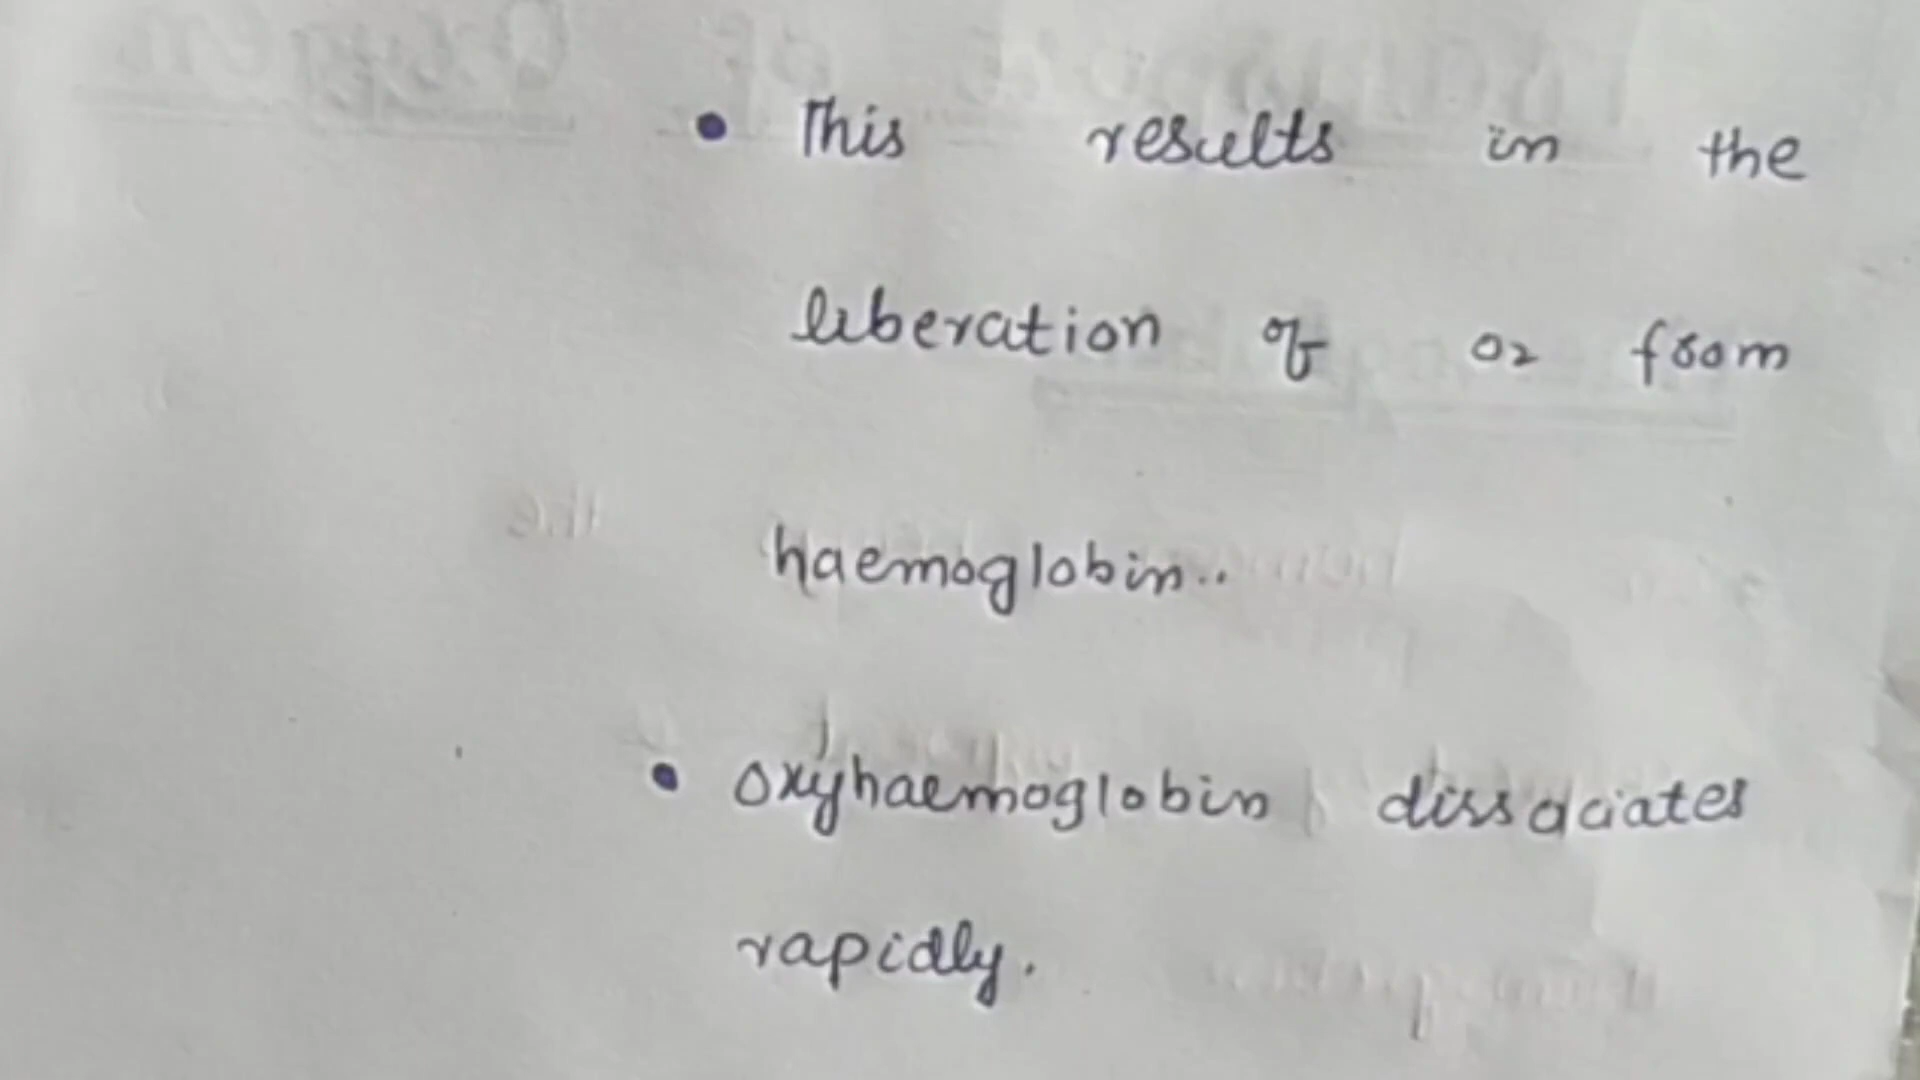 • This results in the
liberation of O2 from
haemoglobin..
• Oxyhaemoglobin dissociates
rapidly.